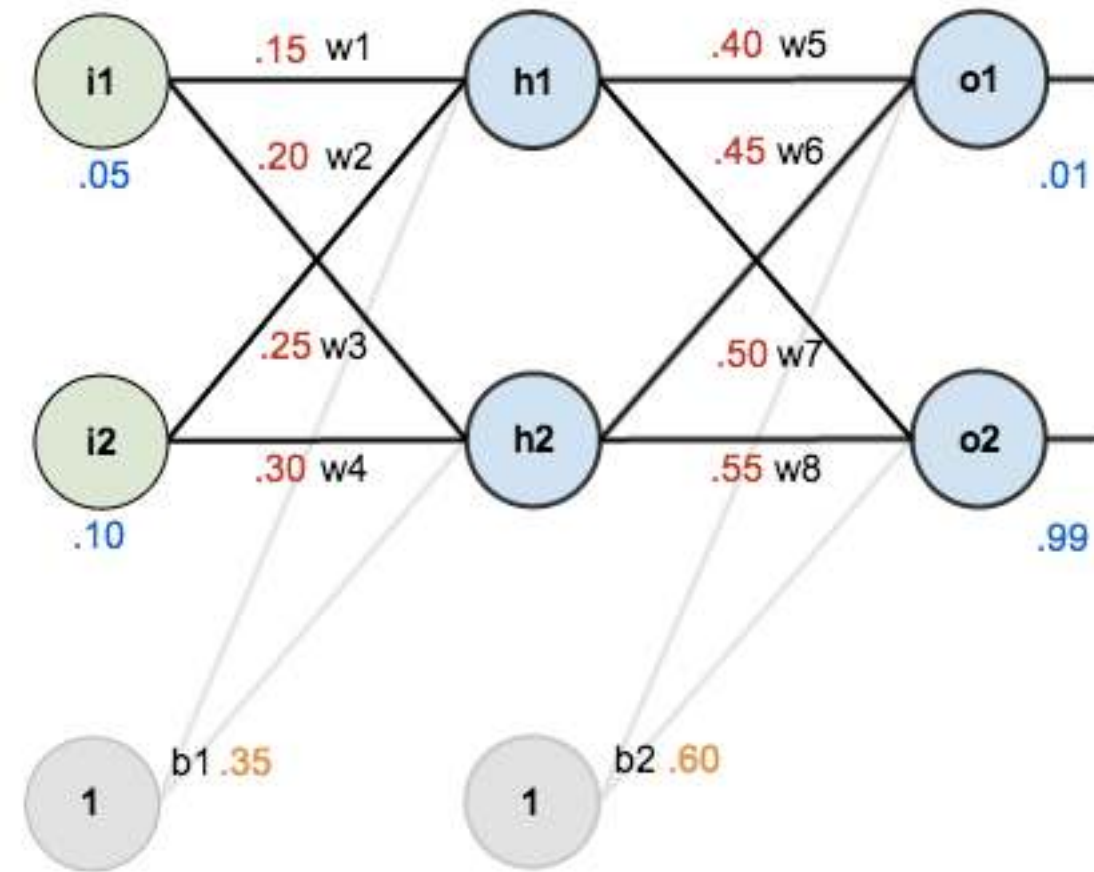 .15 w1
.40 w5
i1
h1
o1
.20 w2
.45 w6
.05
.01
.25 w3
.50 w7
i2
h2
o2
.30 w4
.55 w8
.10
.99
b1 .35
b2 .60
1
1